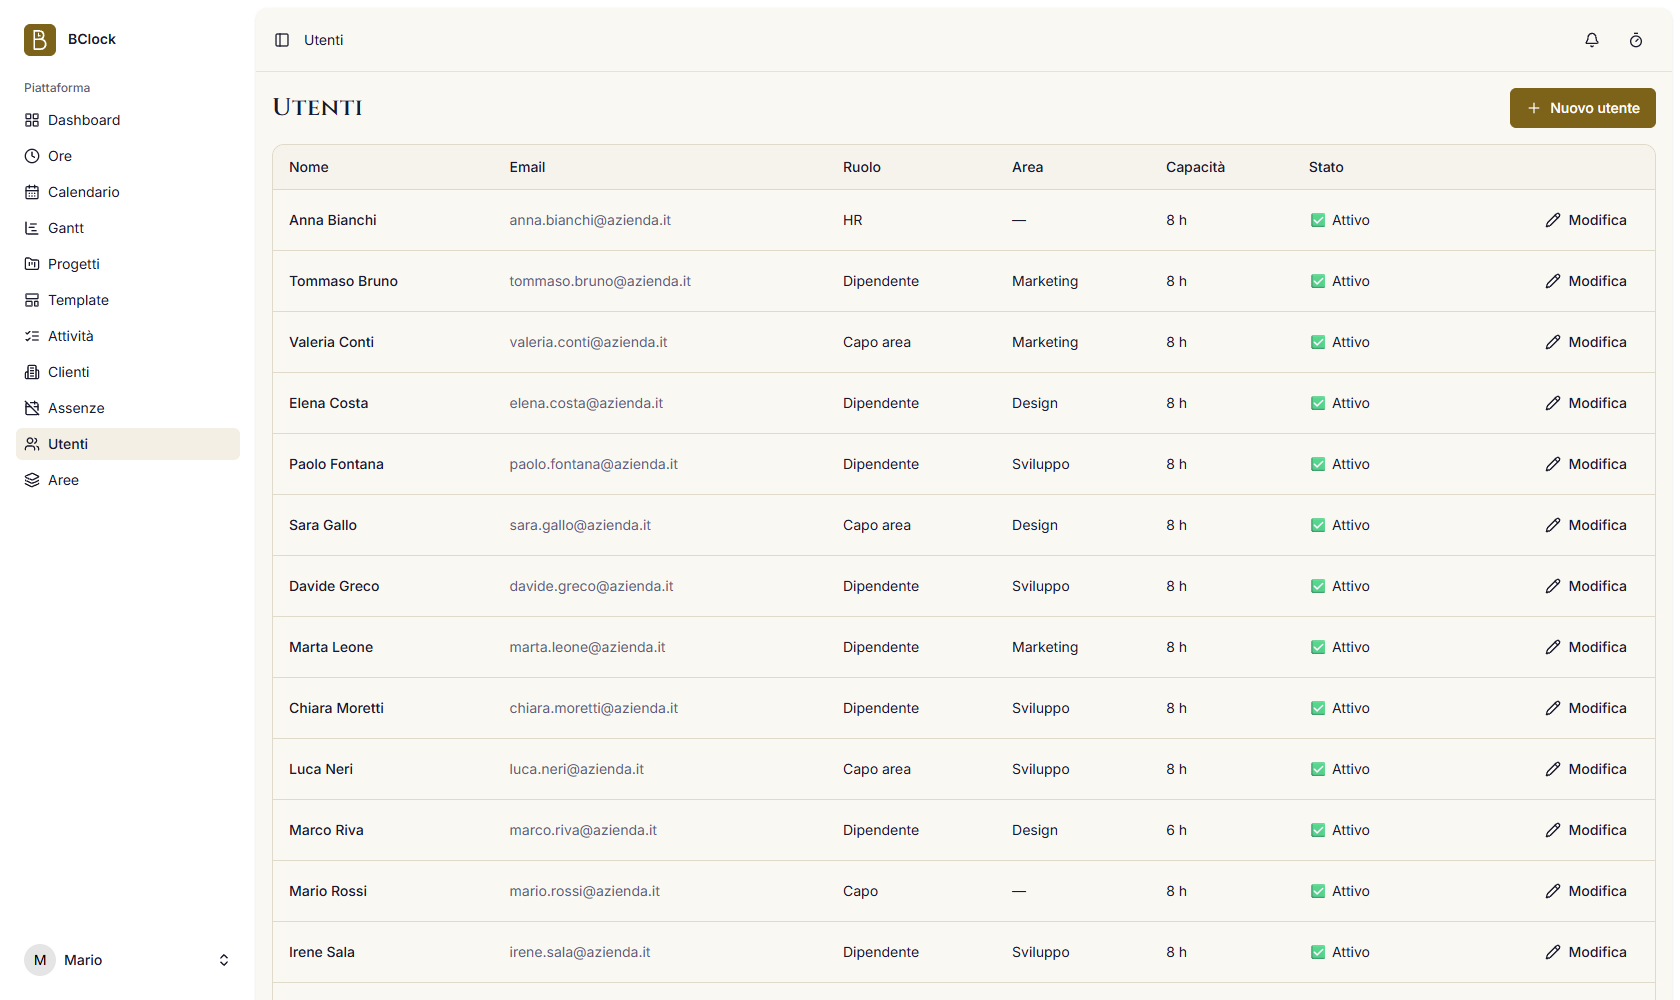 BClock
Piattaforma
Dashboard
Ore
Calendario
Gantt
Progetti
Template
Attività
Clienti
Assenze
Utenti
Aree
M Mario
Utenti
Utenti
Nuovo utente
Nome Email Ruolo Area Capacità Stato
Anna Bianchi anna.bianchi@azienda.it HR — 8 h Attivo Modifica
Tommaso Bruno tommaso.bruno@azienda.it Dipendente Marketing 8 h Attivo Modifica
Valeria Conti valeria.conti@azienda.it Capo area Marketing 8 h Attivo Modifica
Elena Costa elena.costa@azienda.it Dipendente Design 8 h Attivo Modifica
Paolo Fontana paolo.fontana@azienda.it Dipendente Sviluppo 8 h Attivo Modifica
Sara Gallo sara.gallo@azienda.it Capo area Design 8 h Attivo Modifica
Davide Greco davide.greco@azienda.it Dipendente Sviluppo 8 h Attivo Modifica
Marta Leone marta.leone@azienda.it Dipendente Marketing 8 h Attivo Modifica
Chiara Moretti chiara.moretti@azienda.it Dipendente Sviluppo 8 h Attivo Modifica
Luca Neri luca.neri@azienda.it Capo area Sviluppo 8 h Attivo Modifica
Marco Riva marco.riva@azienda.it Dipendente Design 6 h Attivo Modifica
Mario Rossi mario.rossi@azienda.it Capo — 8 h Attivo Modifica
Irene Sala irene.sala@azienda.it Dipendente Sviluppo 8 h Attivo Modifica